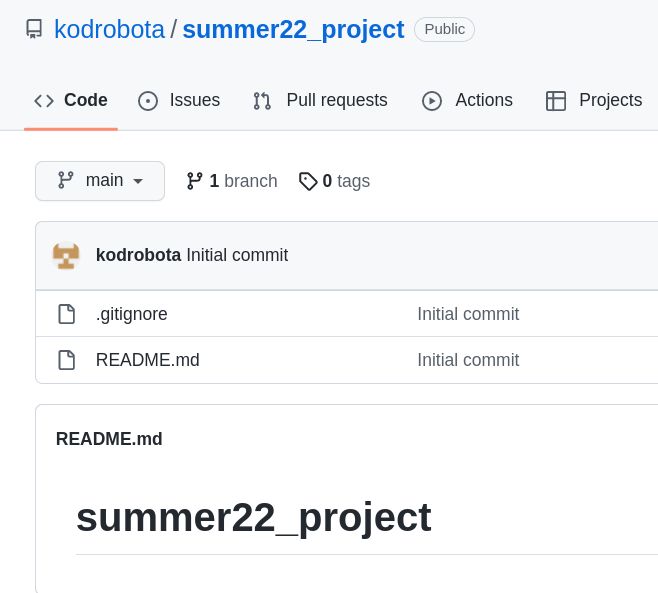 kodrobota / summer22_project Public
Code Issues Pull requests Actions Projects
main 1 branch 0 tags
kodrobota Initial commit
.gitignore Initial commit
README.md Initial commit
README.md
summer22_project